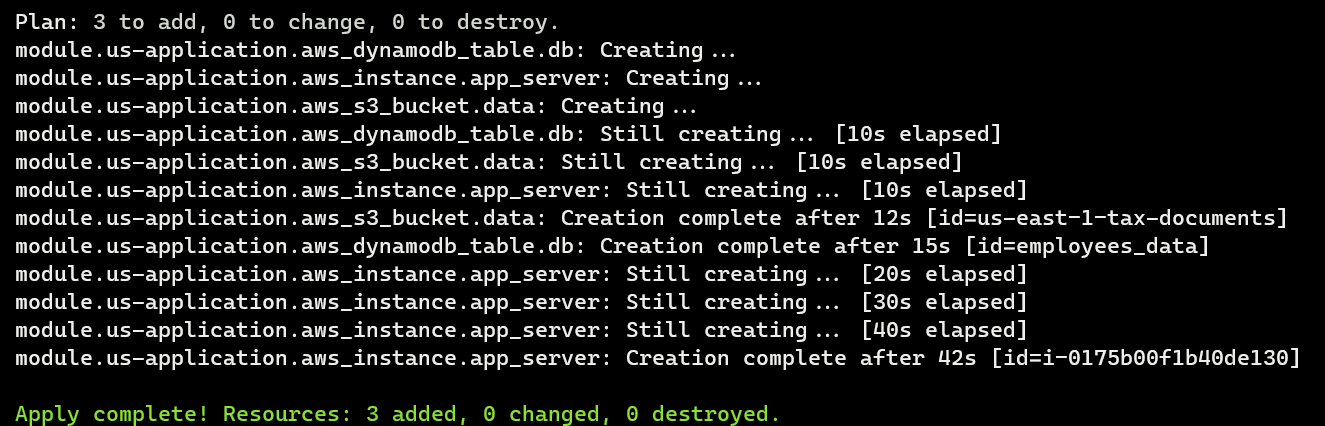 Plan: 3 to add, 0 to change, 0 to destroy.
module.us-application.aws_dynamodb_table.db: Creating...
module.us-application.aws_instance.app_server: Creating...
module.us-application.aws_s3_bucket.data: Creating...
module.us-application.aws_dynamodb_table.db: Still creating... [10s elapsed]
module.us-application.aws_s3_bucket.data: Still creating... [10s elapsed]
module.us-application.aws_instance.app_server: Still creating... [10s elapsed]
module.us-application.aws_s3_bucket.data: Creation complete after 12s [id=us-east-1-tax-documents]
module.us-application.aws_dynamodb_table.db: Creation complete after 15s [id=employees_data]
module.us-application.aws_instance.app_server: Still creating... [20s elapsed]
module.us-application.aws_instance.app_server: Still creating... [30s elapsed]
module.us-application.aws_instance.app_server: Still creating... [40s elapsed]
module.us-application.aws_instance.app_server: Creation complete after 42s [id=i-0175b00f1b40de130]
Apply complete! Resources: 3 added, 0 changed, 0 destroyed.